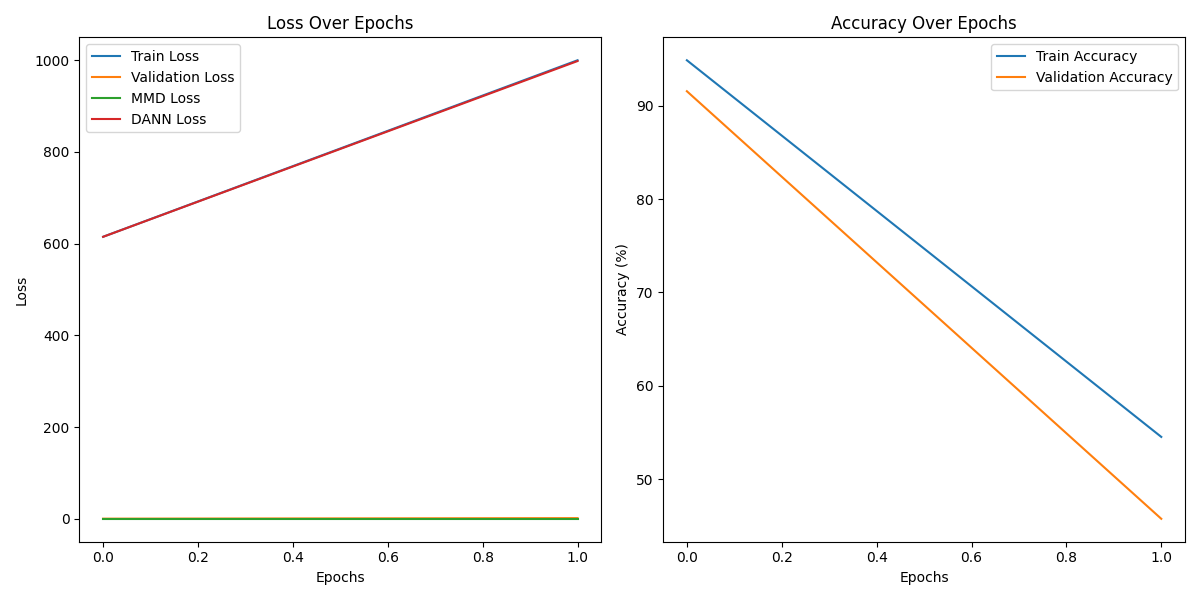 Loss Over Epochs
Train Loss
Validation Loss
MMD Loss
DANN Loss
1000
800
600
400
200
0
Loss
0.0 0.2 0.4 0.6 0.8 1.0
Epochs
Accuracy Over Epochs
Train Accuracy
Validation Accuracy
90
80
70
60
50
Accuracy (%)
0.0 0.2 0.4 0.6 0.8 1.0
Epochs